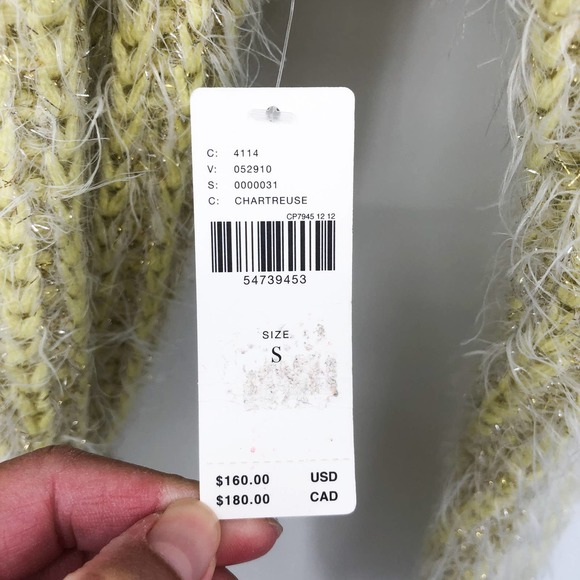 C: 4114
V: 052910
S: 0000031
C: CHARTREUSE
CP7945 12 12
54739453
SIZE
S
$160.00 USD
$180.00 CAD